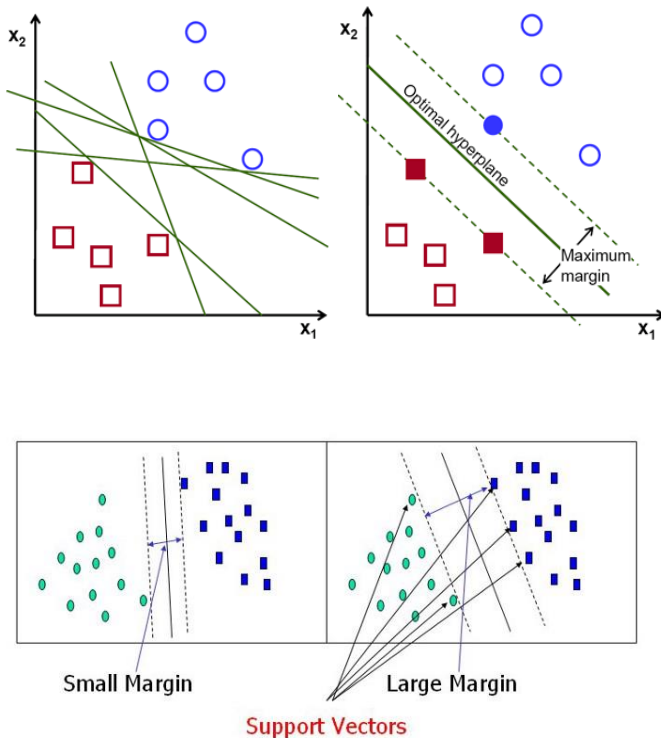 x2
x1
x2
Optimal hyperplane
Maximum
margin
x1
Small Margin
Large Margin
Support Vectors